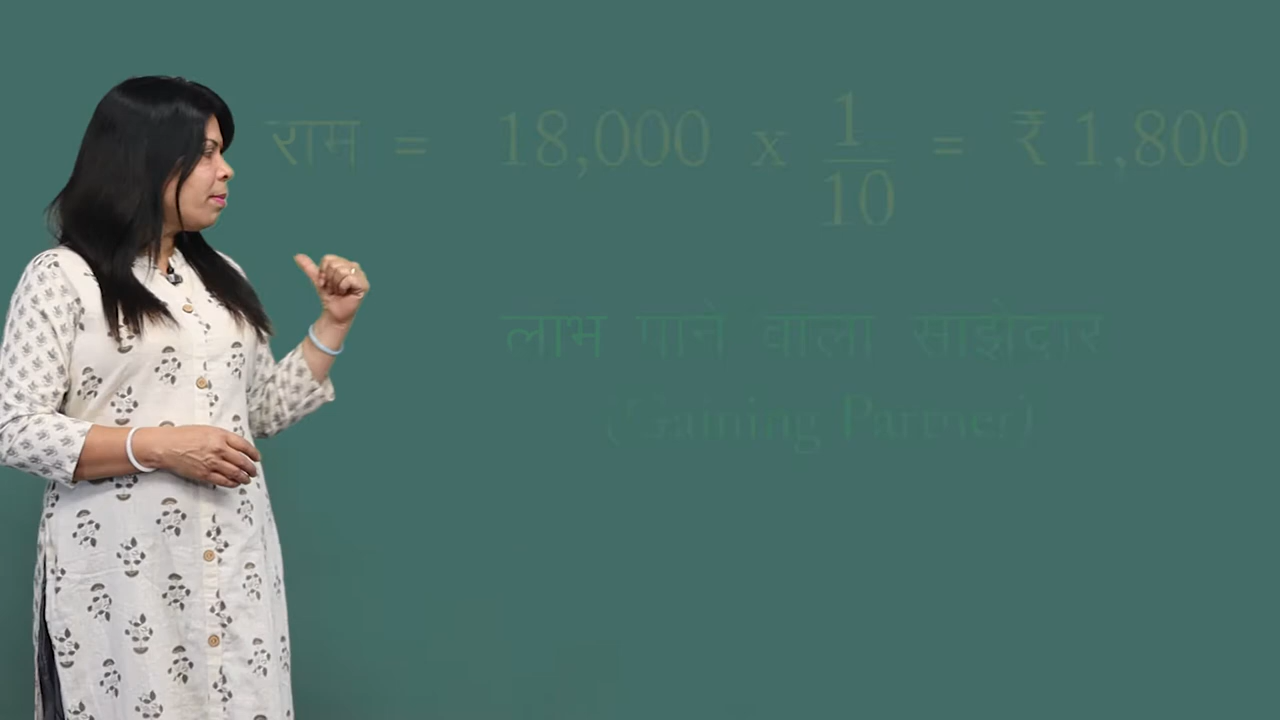 राम = 18,000 x 1/10 = ₹ 1,800
लाभ पाने वाला साझेदार
(Gaining Partner)